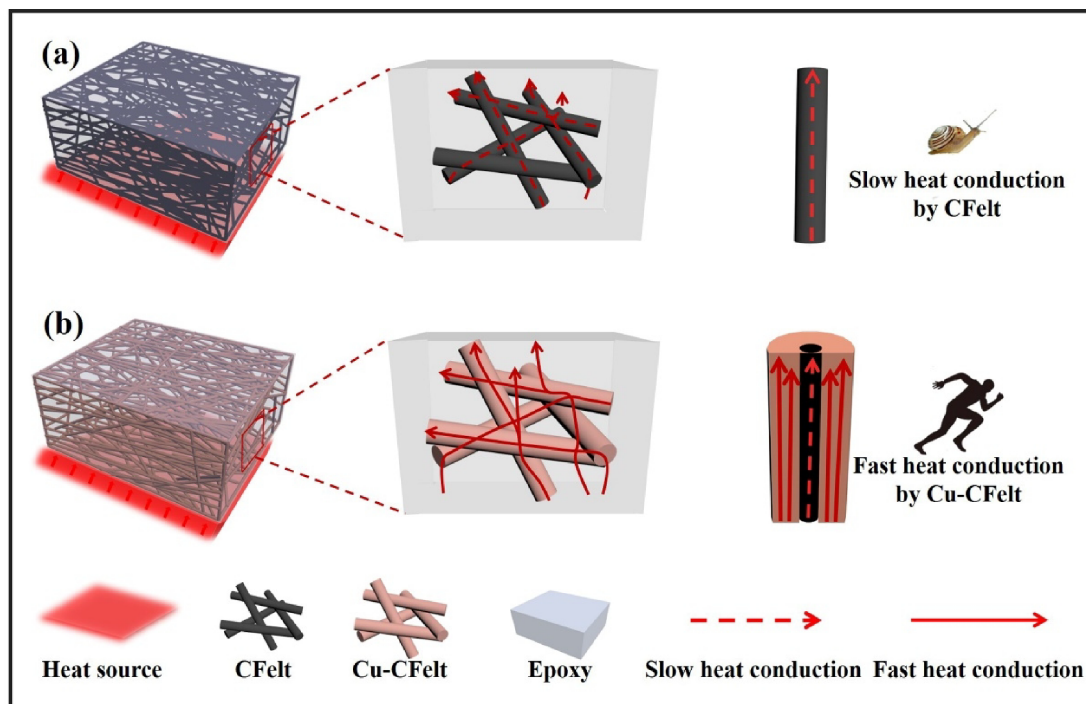 (a)
Slow heat conduction
by CFelt
(b)
Fast heat conduction
by Cu-CFelt
Heat source
CFelt
Cu-CFelt
Epoxy
Slow heat conduction
Fast heat conduction